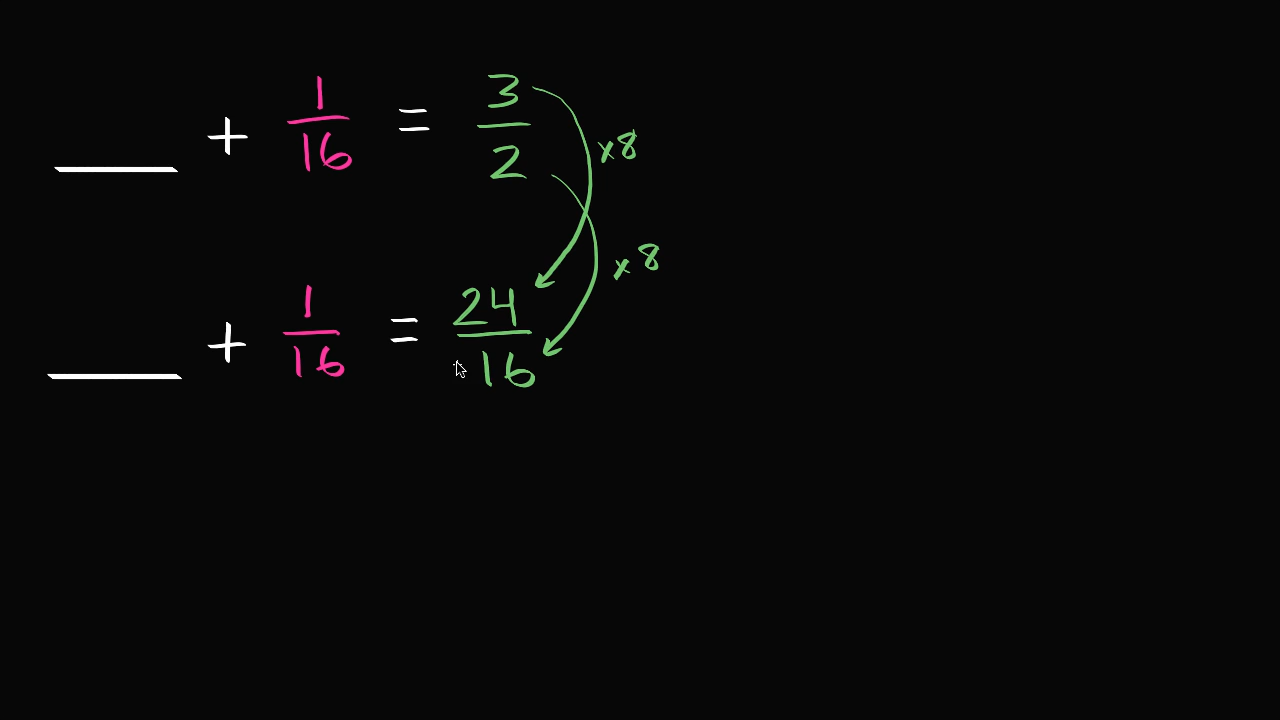 ___ + 1/16 = 3/2
×8
×8
___ + 1/16 = 24/16